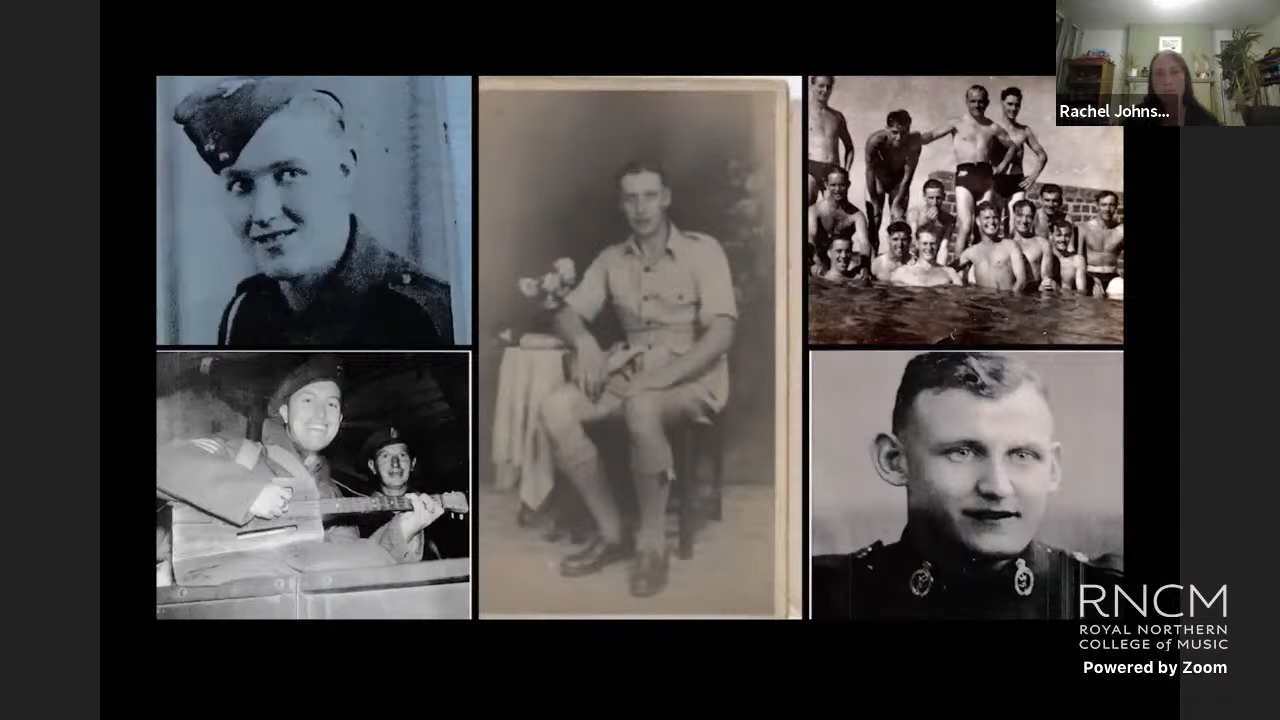 Rachel Johns...
RNCM
ROYAL NORTHERN
COLLEGE of MUSIC
Powered by Zoom